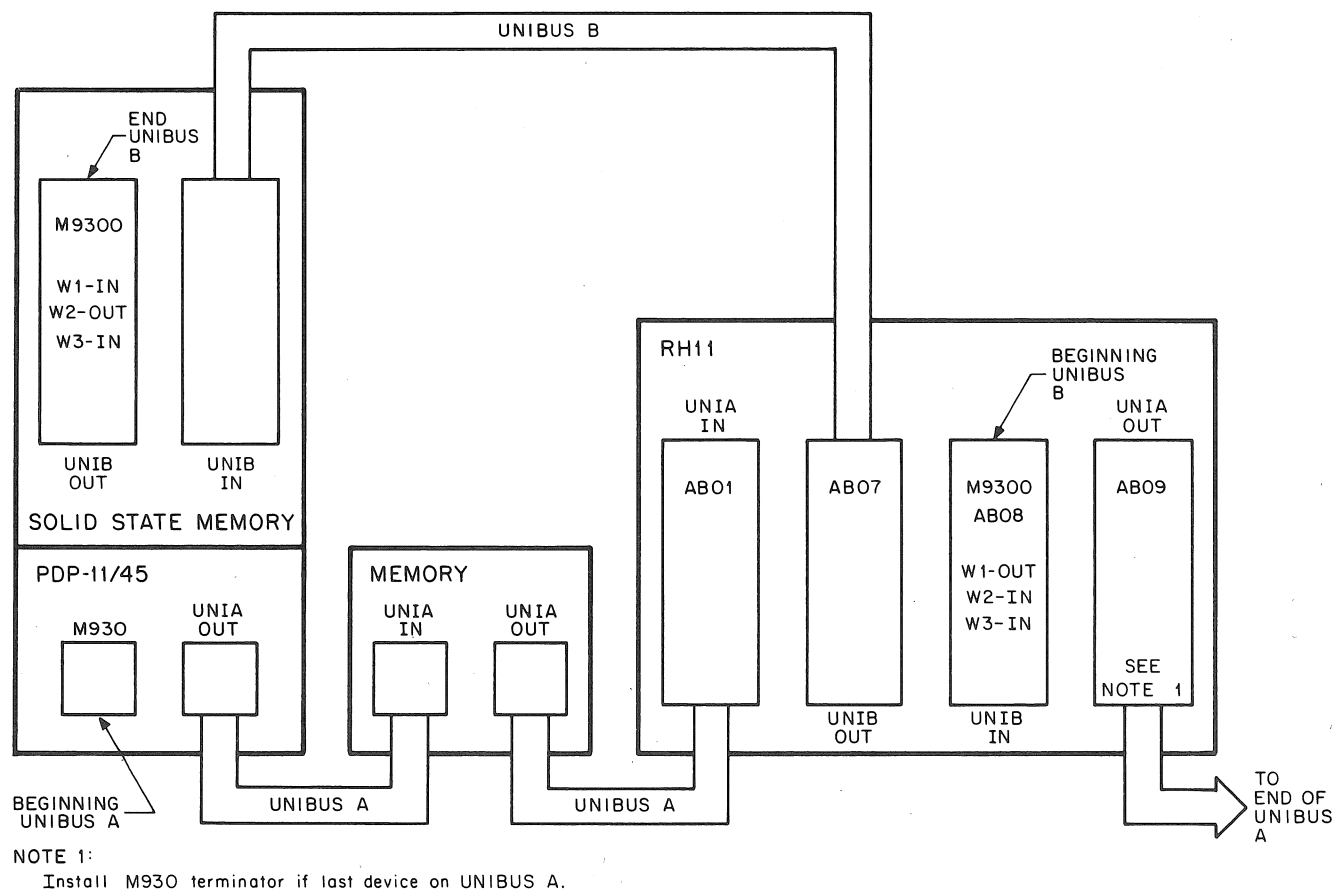 UNIBUS B
END
UNIBUS
B
M9300
W1-IN
W2-OUT
W3-IN
UNIB
OUT
UNIB
IN
SOLID STATE MEMORY
PDP-11/45
M930
UNIA
OUT
BEGINNING
UNIBUS A
UNIBUS A
MEMORY
UNIA
IN
UNIA
OUT
UNIBUS A
RH11
UNIA
IN
AB01
AB07
UNIB
OUT
BEGINNING
UNIBUS
B
M9300
AB08
W1-OUT
W2-IN
W3-IN
UNIB
IN
UNIA
OUT
AB09
SEE
NOTE 1
TO
END OF
UNIBUS
A
NOTE 1:
Install M930 terminator if last device on UNIBUS A.